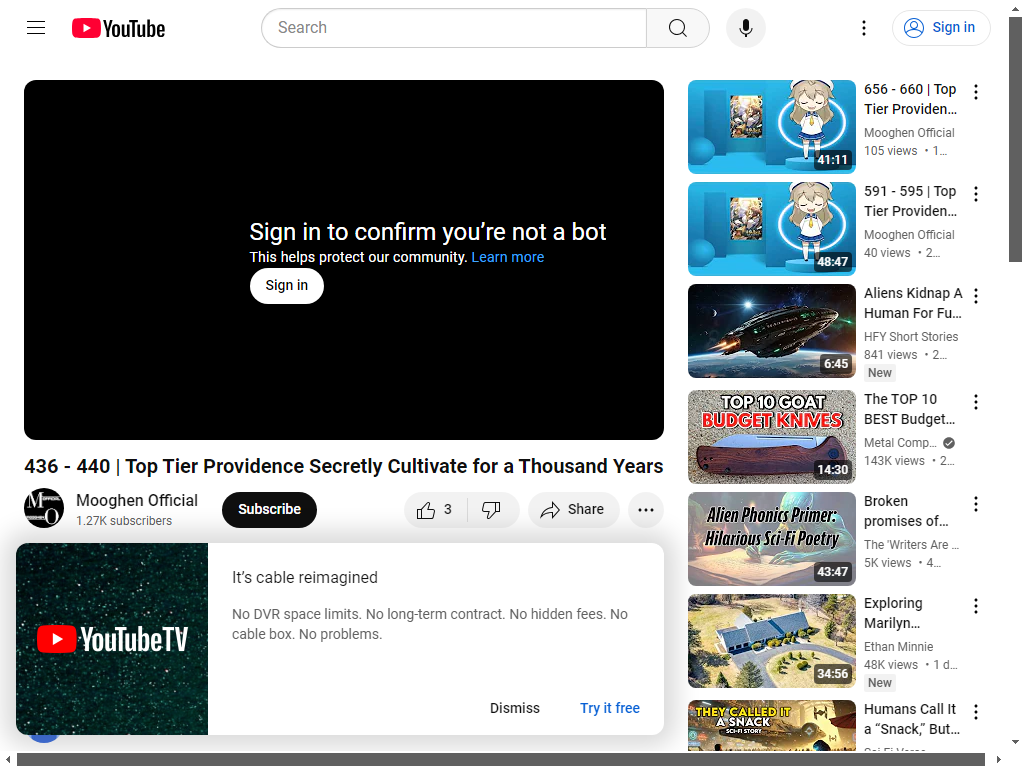 YouTube
Search
Sign in
Sign in to confirm you’re not a bot
This helps protect our community. Learn more
Sign in
436 - 440 | Top Tier Providence Secretly Cultivate for a Thousand Years
Mooghen Official
1.27K subscribers
Subscribe
3
Share
YouTubeTV
It’s cable reimagined
No DVR space limits. No long-term contract. No hidden fees. No
cable box. No problems.
Dismiss
Try it free
41:11
656 - 660 | Top
Tier Providen…
Mooghen Official
105 views • 1…
48:47
591 - 595 | Top
Tier Providen…
Mooghen Official
40 views • 2…
6:45
Aliens Kidnap A
Human For Fu…
HFY Short Stories
841 views • 2…
New
TOP 10 GOAT
BUDGET KNIVES
14:30
The TOP 10
BEST Budget…
Metal Comp…
143K views • 2…
Alien Phonics Primer:
Hilarious Sci-Fi Poetry
43:47
Broken
promises of…
The 'Writers Are …
5K views • 4…
34:56
Exploring
Marilyn…
Ethan Minnie
48K views • 1 d…
New
THEY CALLED IT
A SNACK
SCI-FI STORY
Humans Call It
a “Snack,” But…